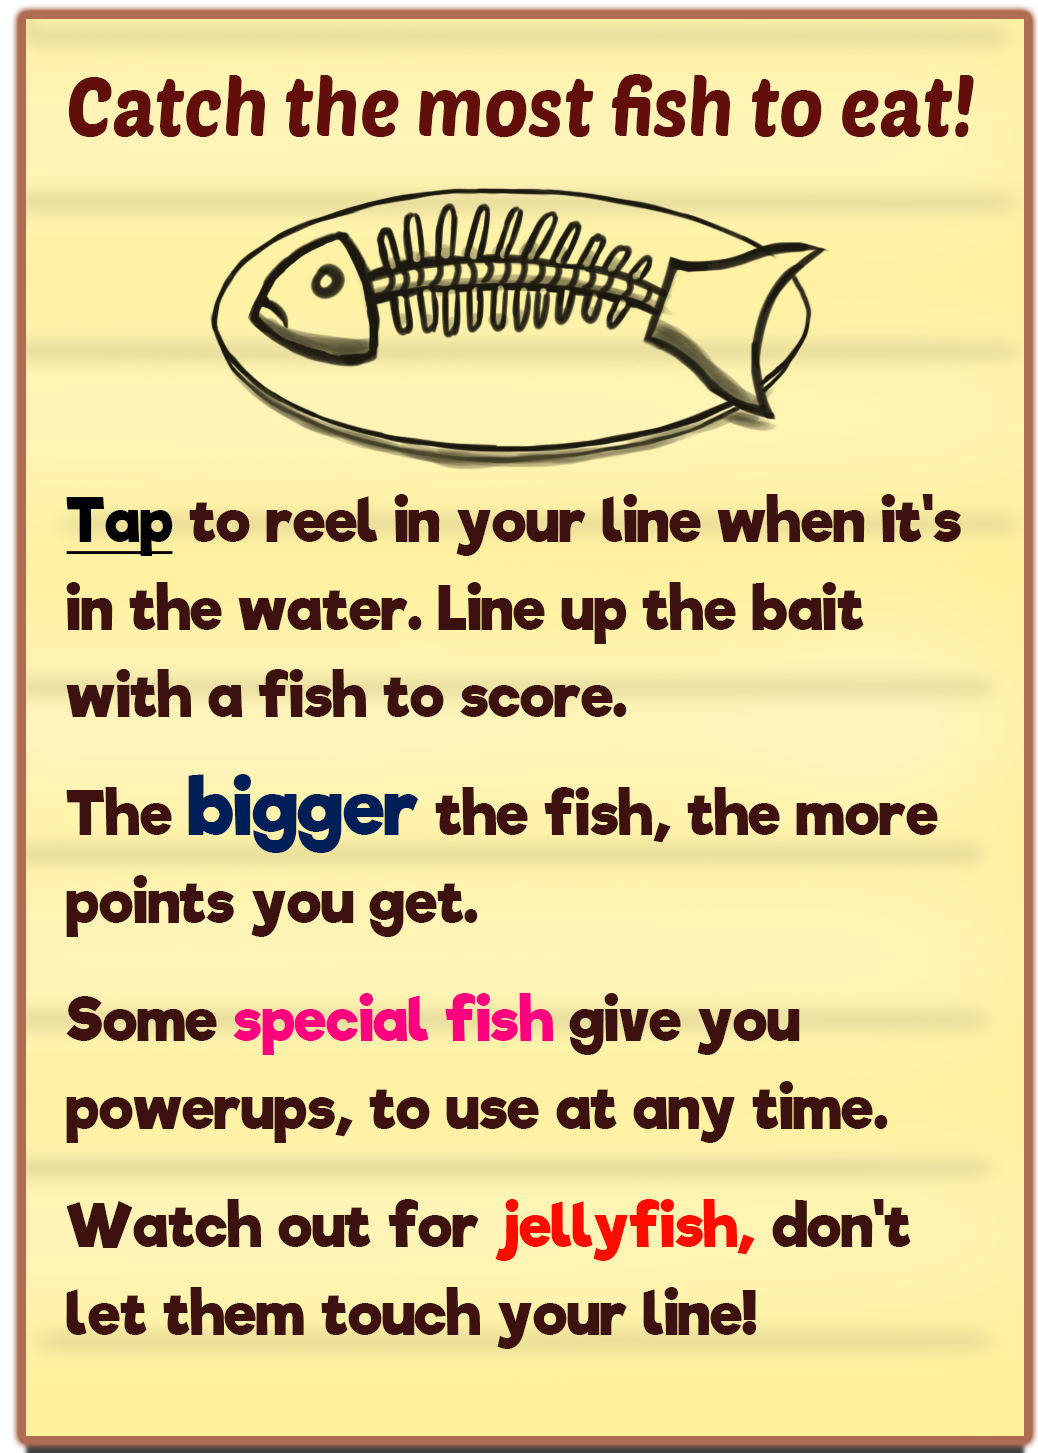 Catch the most fish to eat!
Tap to reel in your line when it's
in the water. Line up the bait
with a fish to score.
The bigger the fish, the more
points you get.
Some special fish give you
powerups, to use at any time.
Watch out for jellyfish, don't
let them touch your line!